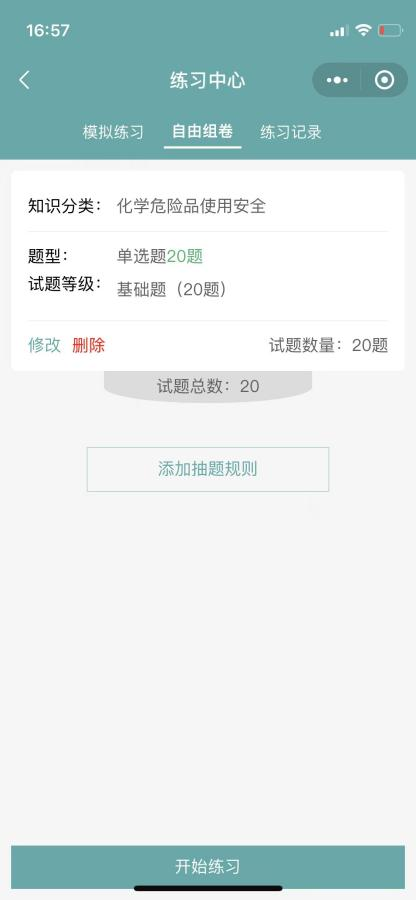 16:57
练习中心
模拟练习 自由组卷 练习记录
知识分类： 化学危险品使用安全
题型： 单选题20题
试题等级： 基础题（20题）
修改 删除 试题数量：20题
试题总数：20
添加抽题规则
开始练习